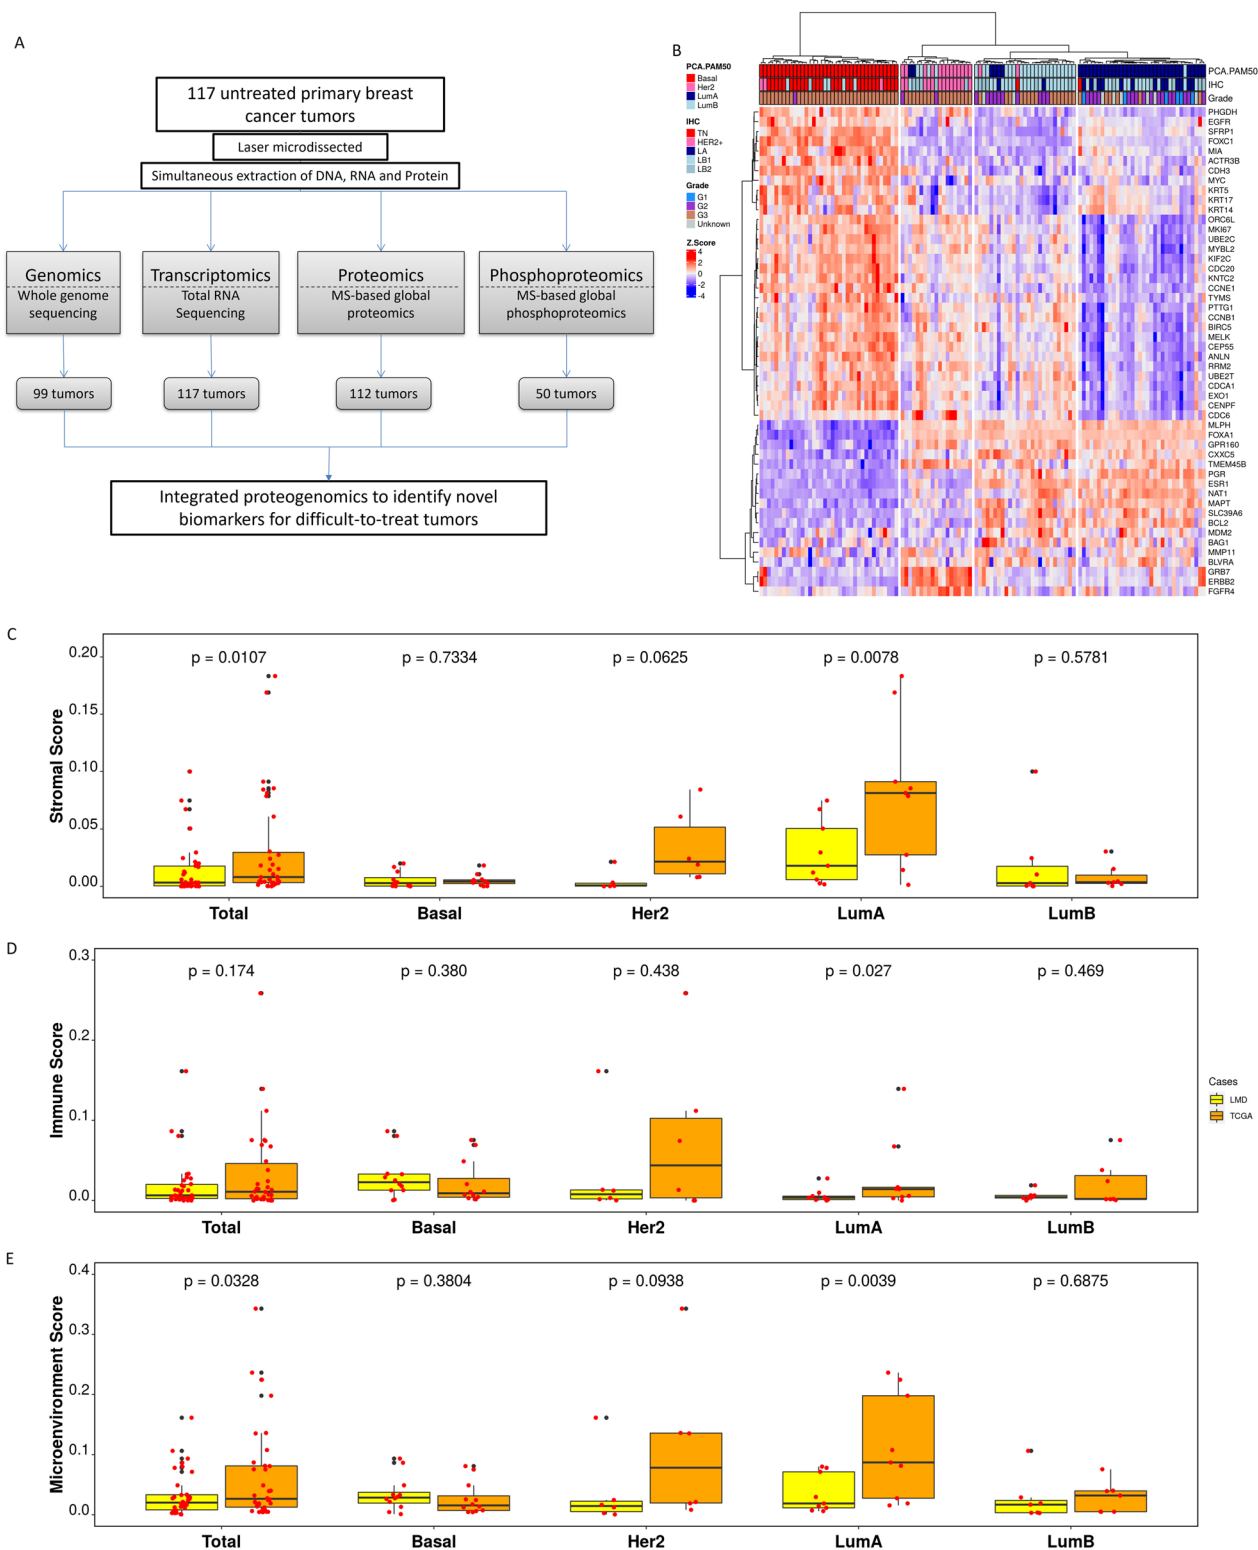 A
117 untreated primary breast
cancer tumors
Laser microdissected
Simultaneous extraction of DNA, RNA and Protein
Genomics
Whole genome
sequencing
Transcriptomics
Total RNA
Sequencing
Proteomics
MS-based global
proteomics
Phosphoproteomics
MS-based global
phosphoproteomics
99 tumors
117 tumors
112 tumors
50 tumors
Integrated proteogenomics to identify novel
biomarkers for difficult-to-treat tumors
B
PCA.PAM50
Basal
Her2
LumA
LumB
IHC
TN
HER2+
LA
LB1
LB2
Grade
G1
G2
G3
Unknown
Z.Score
4
2
0
-2
-4
PCA.PAM50
IHC
Grade
PHGDH
EGFR
SFRP1
FOXC1
MIA
ACTR3B
CDH3
MYC
KRT5
KRT17
KRT14
ORC6L
MKI67
UBE2C
MYBL2
KIF2C
CDC20
KNTC2
CCNE1
TYMS
PTTG1
CCNB1
BIRC5
MELK
CEP55
ANLN
RRM2
UBE2T
CDCA1
EXO1
CENPF
CDC6
MLPH
FOXA1
GPR160
CXXC5
TMEM45B
PGR
ESR1
NAT1
MAPT
SLC39A6
BCL2
MDM2
BAG1
MMP11
BLVRA
GRB7
ERBB2
FGFR4
C
Stromal Score
0.20
0.15
0.10
0.05
0.00
p = 0.0107
p = 0.7334
p = 0.0625
p = 0.0078
p = 0.5781
Total
Basal
Her2
LumA
LumB
D
Immune Score
0.3
0.2
0.1
0.0
p = 0.174
p = 0.380
p = 0.438
p = 0.027
p = 0.469
Total
Basal
Her2
LumA
LumB
Cases
LMD
TCGA
E
Microenvironment Score
0.4
0.3
0.2
0.1
0.0
p = 0.0328
p = 0.3804
p = 0.0938
p = 0.0039
p = 0.6875
Total
Basal
Her2
LumA
LumB